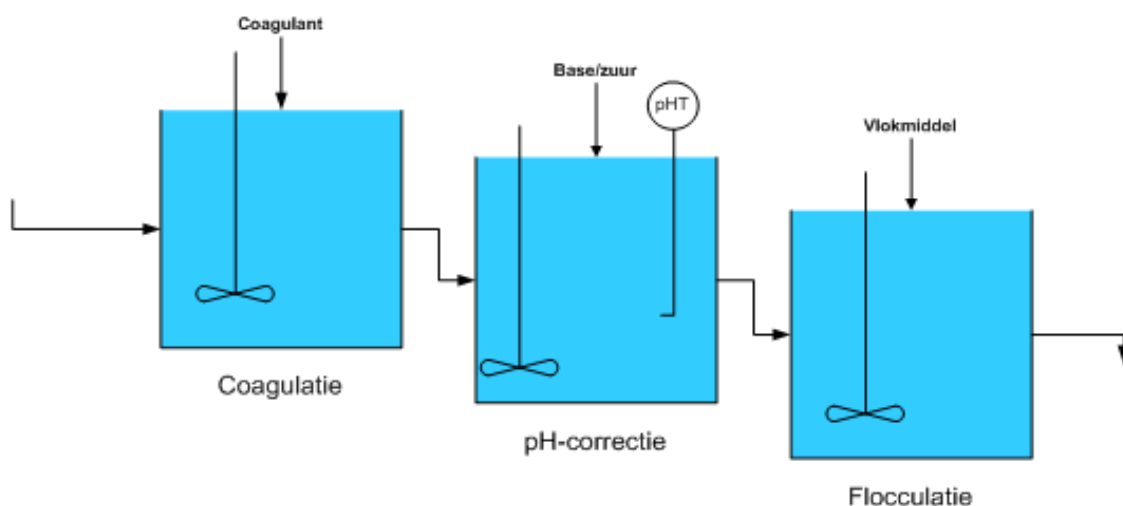 Coagulant
Base/zuur
pHT
Vlokmiddel
Coagulatie
pH-correctie
Flocculatie